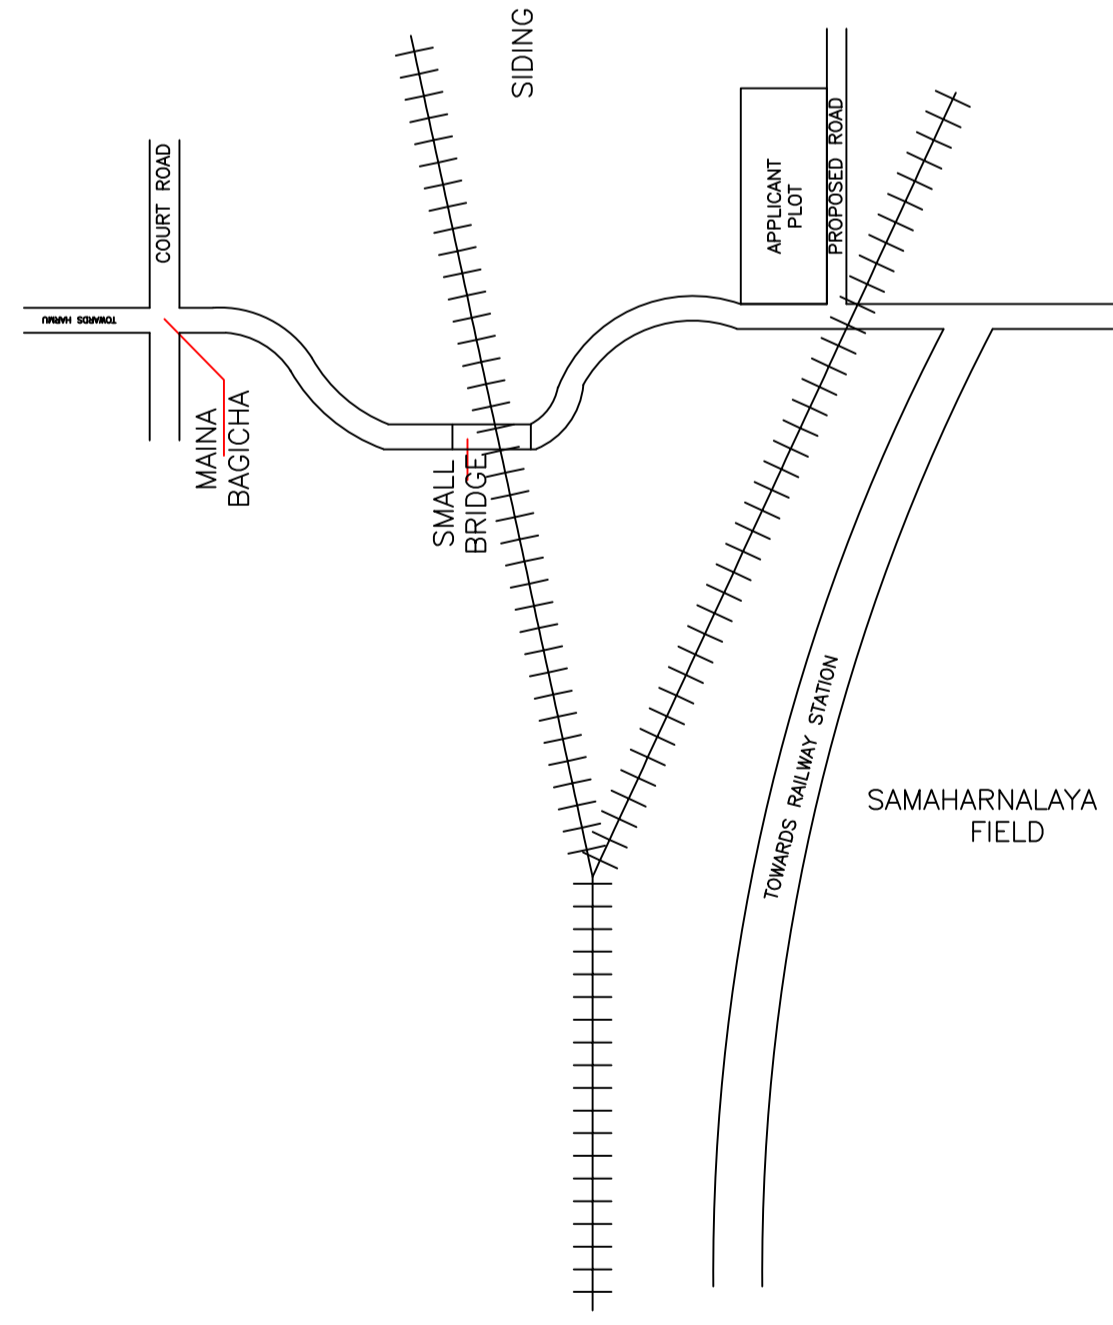 SIDING
COURT ROAD
TOWARDS HARMU
MAINA
BAGICHA
SMALL
BRIDGE
APPLICANT
PLOT
PROPOSED ROAD
TOWARDS RAILWAY STATION
SAMAHARNALAYA
FIELD